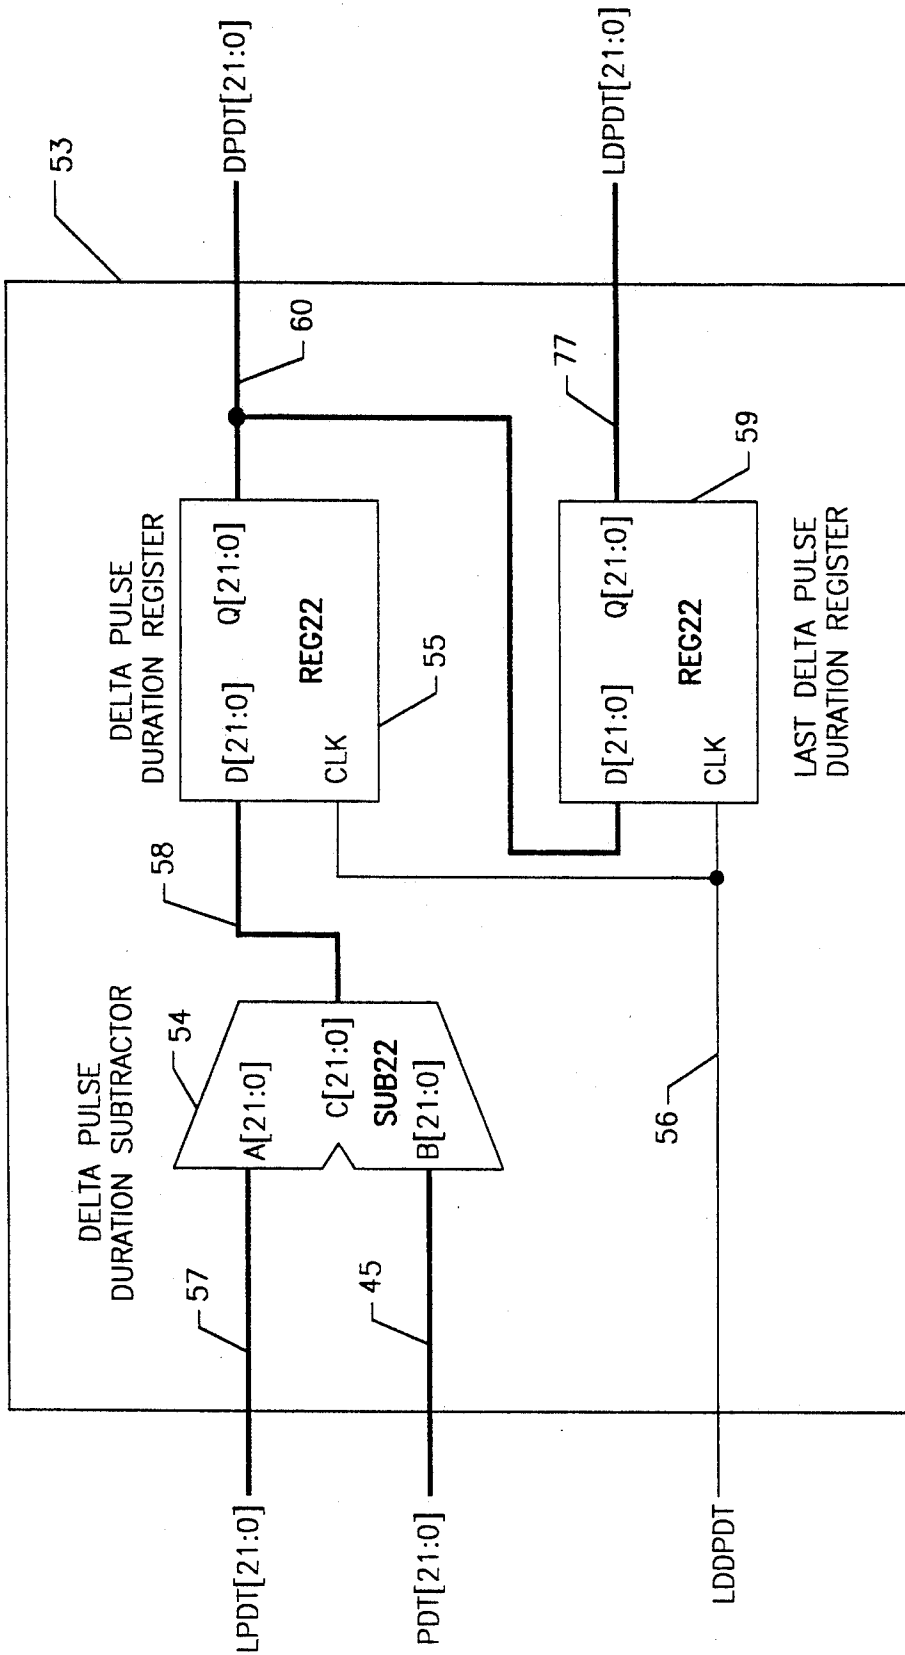 53
DELTA PULSE
DURATION SUBTRACTOR
54
A[21:0]
C[21:0]
SUB22
B[21:0]
LPDT[21:0]
57
PDT[21:0]
45
LDDPDT
56
58
DELTA PULSE
DURATION REGISTER
D[21:0]
Q[21:0]
REG22
CLK
55
60
DPDT[21:0]
D[21:0]
Q[21:0]
REG22
CLK
59
LAST DELTA PULSE
DURATION REGISTER
77
LDPDT[21:0]